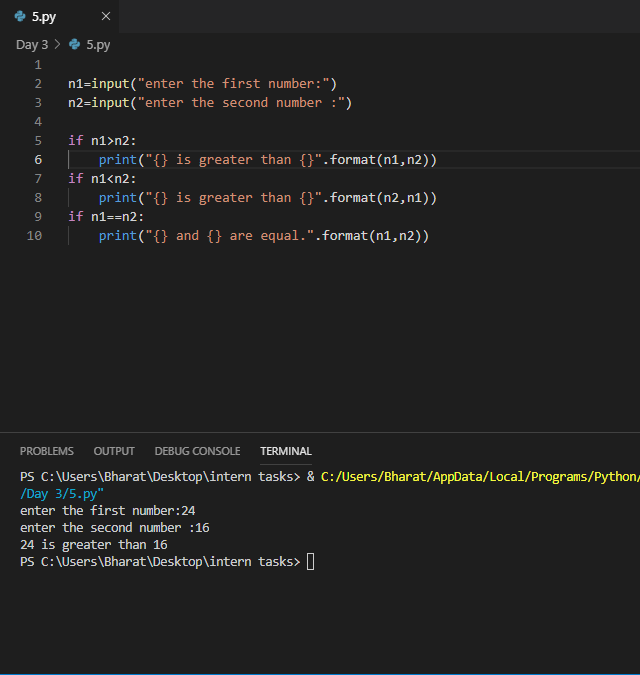 5.py ×
Day 3 > 5.py
1
2 n1=input("enter the first number:")
3 n2=input("enter the second number :")
4
5 if n1>n2:
6     print("{} is greater than {}".format(n1,n2))
7 if n1<n2:
8     print("{} is greater than {}".format(n2,n1))
9 if n1==n2:
10     print("{} and {} are equal.".format(n1,n2))
PROBLEMS OUTPUT DEBUG CONSOLE TERMINAL
PS C:\Users\Bharat\Desktop\intern tasks> & C:/Users/Bharat/AppData/Local/Programs/Python/
/Day 3/5.py"
enter the first number:24
enter the second number :16
24 is greater than 16
PS C:\Users\Bharat\Desktop\intern tasks>